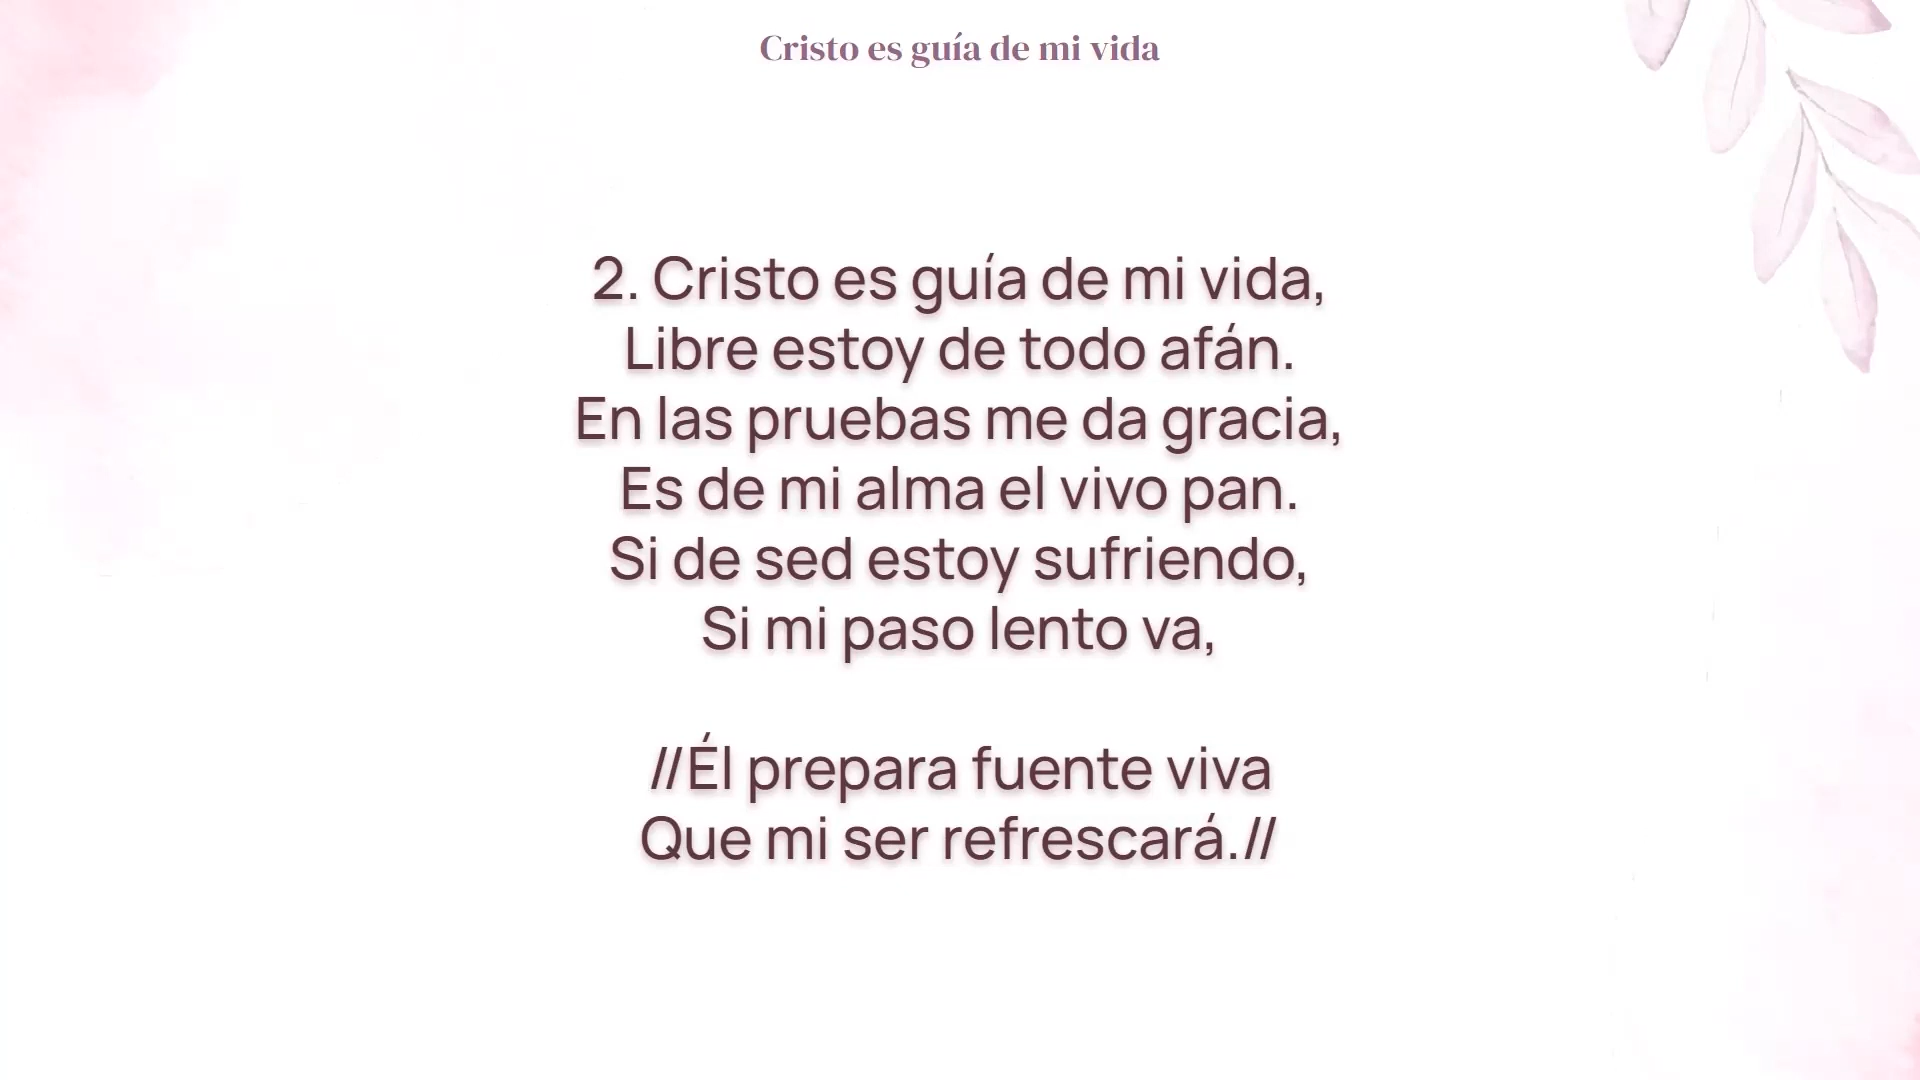 Cristo es guía de mi vida
2. Cristo es guía de mi vida,
Libre estoy de todo afán.
En las pruebas me da gracia,
Es de mi alma el vivo pan.
Si de sed estoy sufriendo,
Si mi paso lento va,
//Él prepara fuente viva
Que mi ser refrescará.//